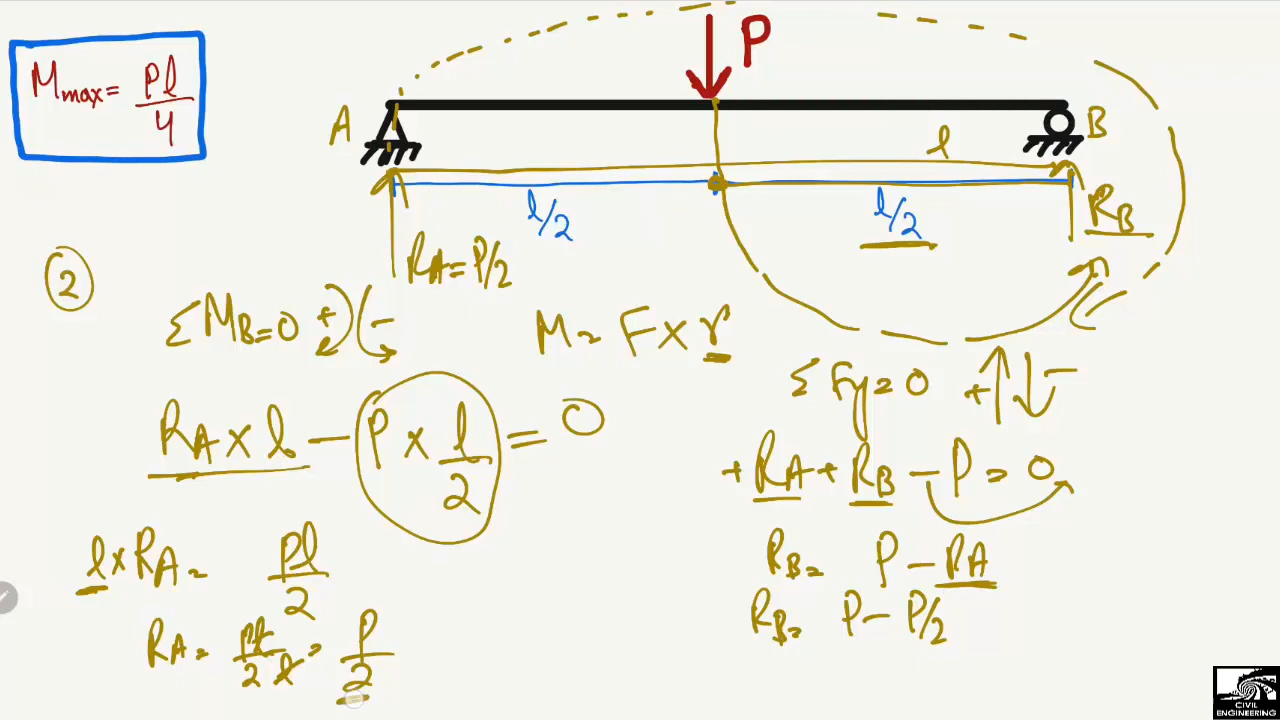 Mmax= Pl/4
P
A
B
l
l/2
l/2
RB
RA=P/2
2
ΣMB=0 + -
M= F×r
ΣFy=0 + -
RA×l - P×l/2 = 0
+RA+RB-P=0
l×RA= Pl/2
RB= P-RA
RA= Pl/2l = P/2
RB= P-P/2
CIVIL
ENGINEERING